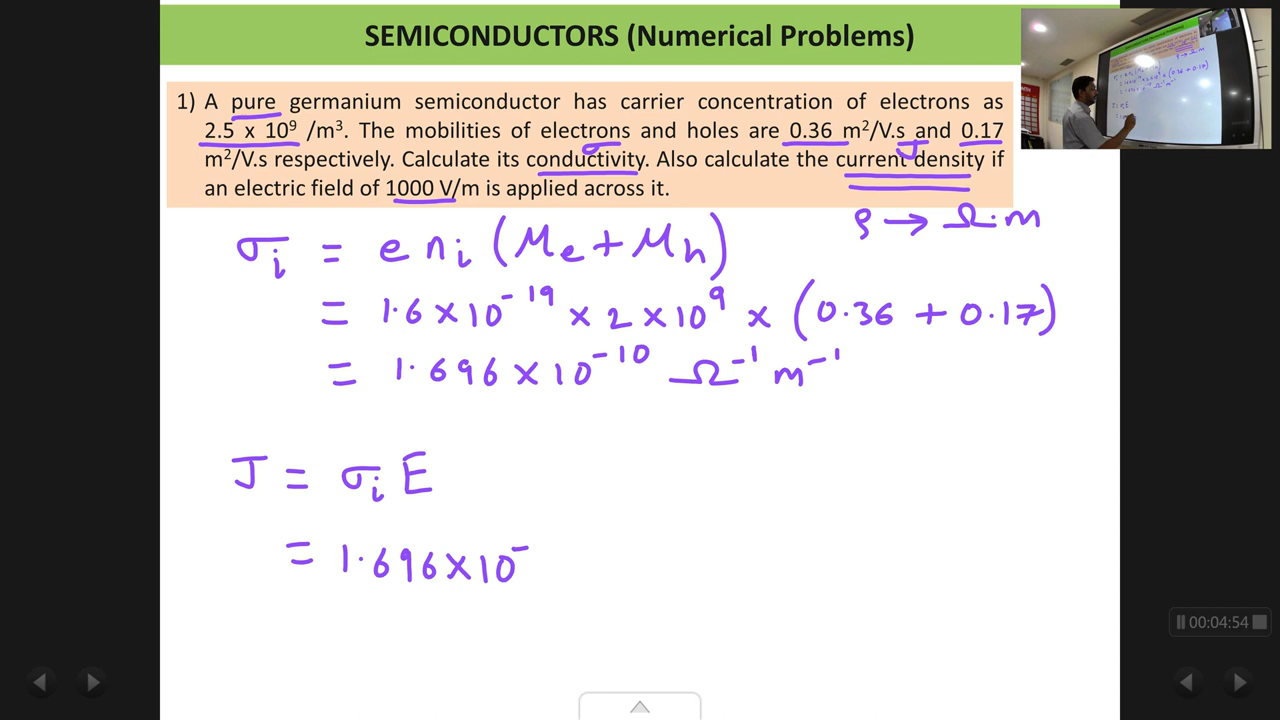 SEMICONDUCTORS (Numerical Problems)
1) A pure germanium semiconductor has carrier concentration of electrons as
2.5 x 10⁹ /m³. The mobilities of electrons and holes are 0.36 m²/V.s and 0.17
m²/V.s respectively. Calculate its conductivity. Also calculate the current density if
an electric field of 1000 V/m is applied across it.
σ J
ρ → Ω·m
σᵢ = e nᵢ (μₑ + μₕ)
= 1.6 × 10⁻¹⁹ × 2 × 10⁹ × (0.36 + 0.17)
= 1.696 × 10⁻¹⁰ Ω⁻¹ m⁻¹
J = σᵢ E
= 1.696 × 10⁻
00:04:54